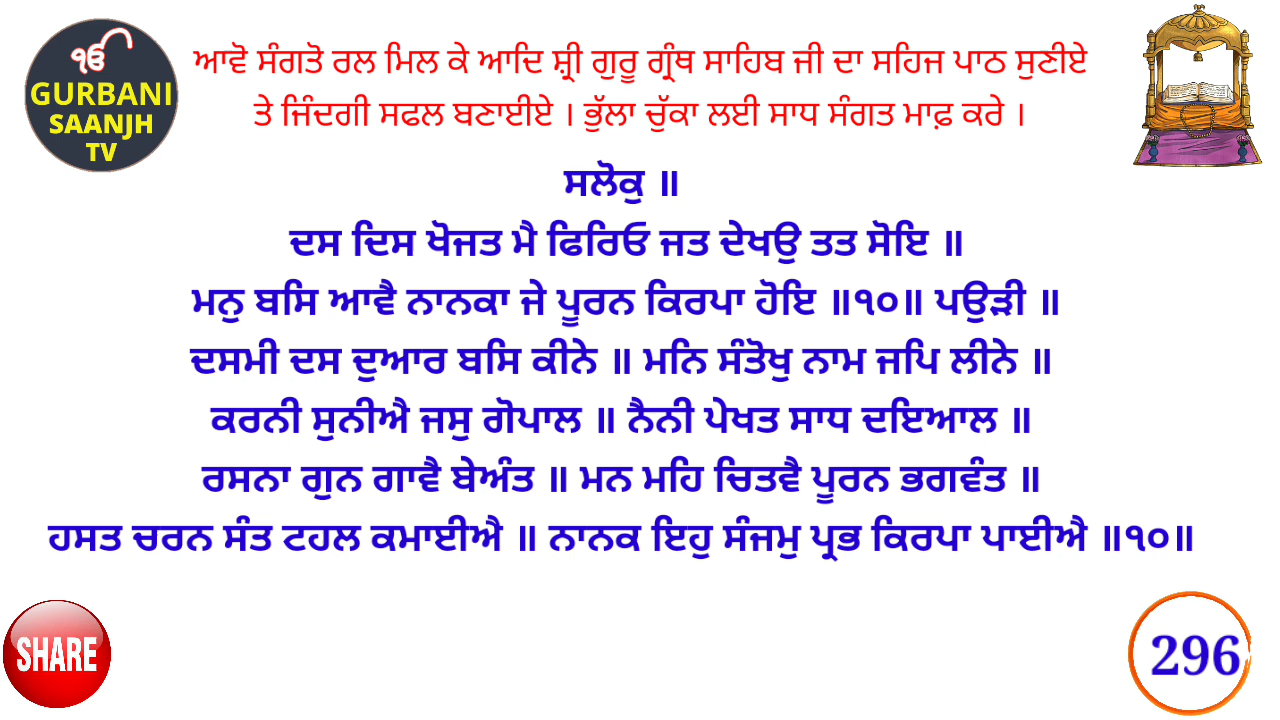 ੴ
GURBANI
SAANJH
TV
ਆਵੋ ਸੰਗਤੋ ਰਲ ਮਿਲ ਕੇ ਆਦਿ ਸ਼੍ਰੀ ਗੁਰੂ ਗ੍ਰੰਥ ਸਾਹਿਬ ਜੀ ਦਾ ਸਹਿਜ ਪਾਠ ਸੁਣੀਏ
ਤੇ ਜਿੰਦਗੀ ਸਫਲ ਬਣਾਈਏ । ਭੁੱਲਾ ਚੁੱਕਾ ਲਈ ਸਾਧ ਸੰਗਤ ਮਾਫ਼ ਕਰੇ ।
ਸਲੋਕੁ ॥
ਦਸ ਦਿਸ ਖੋਜਤ ਮੈ ਫਿਰਿਓ ਜਤ ਦੇਖਉ ਤਤ ਸੋਇ ॥
ਮਨੁ ਬਸਿ ਆਵੈ ਨਾਨਕਾ ਜੇ ਪੂਰਨ ਕਿਰਪਾ ਹੋਇ ॥੧੦॥ ਪਉੜੀ ॥
ਦਸਮੀ ਦਸ ਦੁਆਰ ਬਸਿ ਕੀਨੇ ॥ ਮਨਿ ਸੰਤੋਖੁ ਨਾਮ ਜਪਿ ਲੀਨੇ ॥
ਕਰਨੀ ਸੁਨੀਐ ਜਸੁ ਗੋਪਾਲ ॥ ਨੈਨੀ ਪੇਖਤ ਸਾਧ ਦਇਆਲ ॥
ਰਸਨਾ ਗੁਨ ਗਾਵੈ ਬੇਅੰਤ ॥ ਮਨ ਮਹਿ ਚਿਤਵੈ ਪੂਰਨ ਭਗਵੰਤ ॥
ਹਸਤ ਚਰਨ ਸੰਤ ਟਹਲ ਕਮਾਈਐ ॥ ਨਾਨਕ ਇਹੁ ਸੰਜਮੁ ਪ੍ਰਭ ਕਿਰਪਾ ਪਾਈਐ ॥੧੦॥
SHARE
296